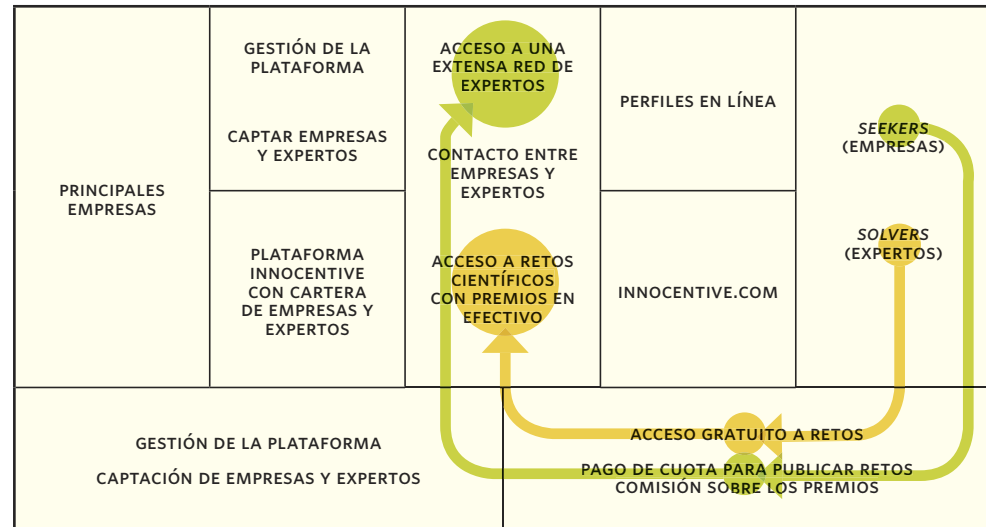 PRINCIPALES
EMPRESAS
GESTIÓN DE LA
PLATAFORMA
CAPTAR EMPRESAS
Y EXPERTOS
PLATAFORMA
INNOCENTIVE
CON CARTERA
DE EMPRESAS Y
EXPERTOS
ACCESO A UNA
EXTENSA RED DE
EXPERTOS
CONTACTO ENTRE
EMPRESAS Y
EXPERTOS
ACCESO A RETOS
CIENTÍFICOS
CON PREMIOS EN
EFECTIVO
PERFILES EN LÍNEA
INNOCENTIVE.COM
SEEKERS
(EMPRESAS)
SOLVERS
(EXPERTOS)
GESTIÓN DE LA PLATAFORMA
CAPTACIÓN DE EMPRESAS Y EXPERTOS
ACCESO GRATUITO A RETOS
PAGO DE CUOTA PARA PUBLICAR RETOS
COMISIÓN SOBRE LOS PREMIOS